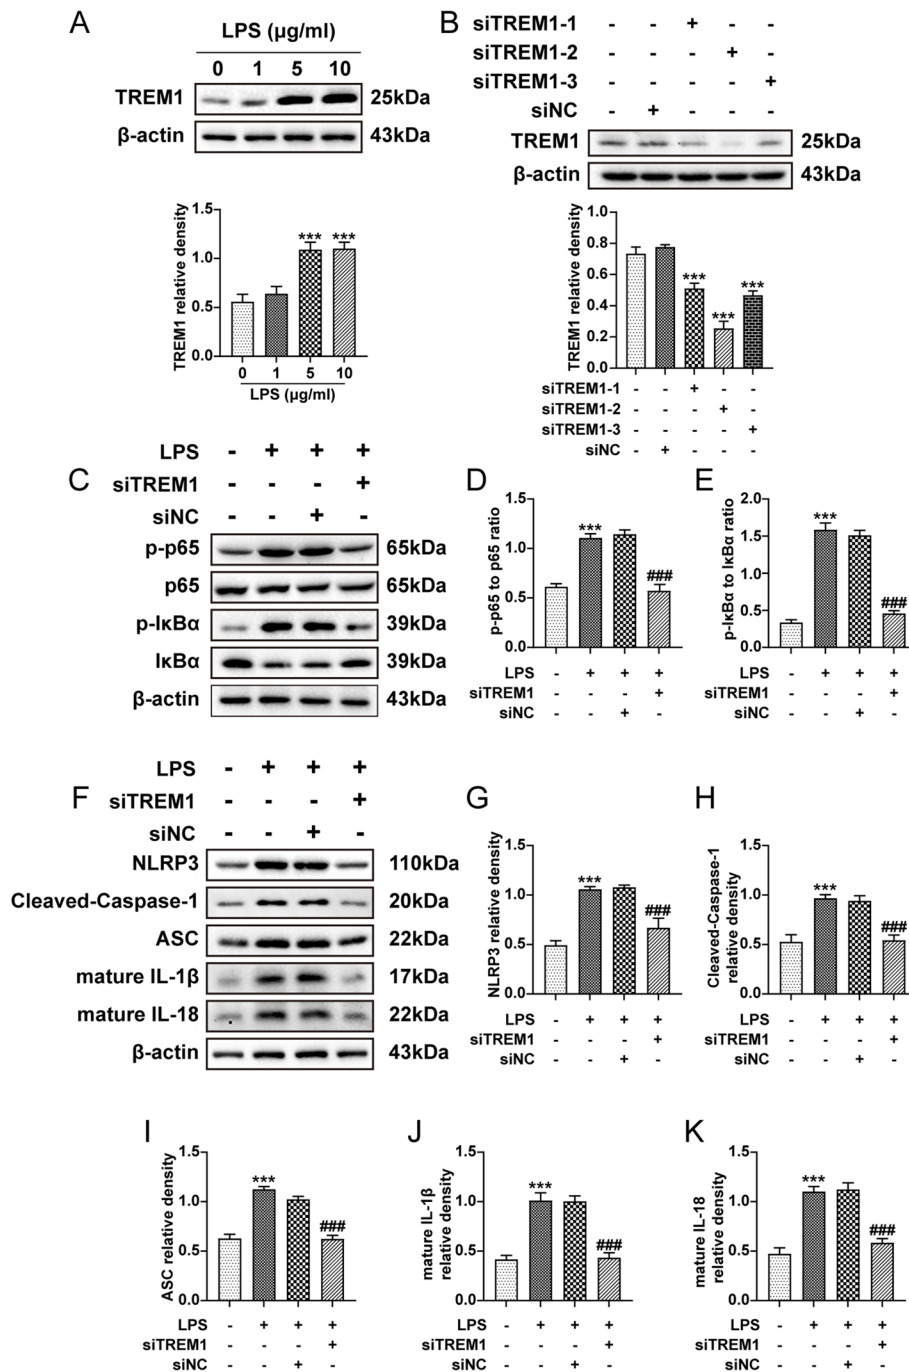 A
LPS (μg/ml)
0 1 5 10
TREM1 25kDa
β-actin 43kDa
TREM1 relative density
1.5
1.0
0.5
0.0
*** ***
0 1 5 10
LPS (μg/ml)
B
siTREM1-1 - - + - -
siTREM1-2 - - - + -
siTREM1-3 - - - - +
siNC - + - - -
TREM1 25kDa
β-actin 43kDa
TREM1 relative density
1.0
0.8
0.6
0.4
0.2
0.0
*** *** ***
siTREM1-1 - - + - -
siTREM1-2 - - - + -
siTREM1-3 - - - - +
siNC - + - - -
C
LPS - + + +
siTREM1 - - - +
siNC - - + -
p-p65 65kDa
p65 65kDa
p-IκBα 39kDa
IκBα 39kDa
β-actin 43kDa
D
p-p65 to p65 ratio
1.5
1.0
0.5
0.0
*** ###
LPS - + + +
siTREM1 - - - +
siNC - - + -
E
p-IκBα to IκBα ratio
2.0
1.5
1.0
0.5
0.0
*** ###
LPS - + + +
siTREM1 - - - +
siNC - - + -
F
LPS - + + +
siTREM1 - - - +
siNC - - + -
NLRP3 110kDa
Cleaved-Caspase-1 20kDa
ASC 22kDa
mature IL-1β 17kDa
mature IL-18 22kDa
β-actin 43kDa
G
NLRP3 relative density
1.5
1.0
0.5
0.0
*** ###
LPS - + + +
siTREM1 - - - +
siNC - - + -
H
Cleaved-Caspase-1
relative density
1.5
1.0
0.5
0.0
*** ###
LPS - + + +
siTREM1 - - - +
siNC - - + -
I
ASC relative density
1.5
1.0
0.5
0.0
*** ###
LPS - + + +
siTREM1 - - - +
siNC - - + -
J
mature IL-1β
relative density
1.5
1.0
0.5
0.0
*** ###
LPS - + + +
siTREM1 - - - +
siNC - - + -
K
mature IL-18
relative density
1.5
1.0
0.5
0.0
*** ###
LPS - + + +
siTREM1 - - - +
siNC - - + -